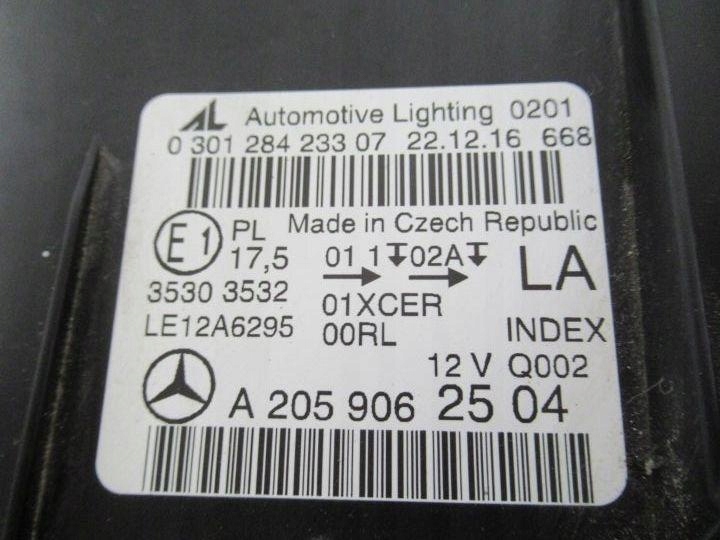 AL Automotive Lighting 0201
0 301 284 233 07 22.12.16 668
Made in Czech Republic
E1 PL 17,5
01 1 02A LA
3530 3532
01XCER
LE12A6295 00RL INDEX
12 V Q002
A 205 906 25 04